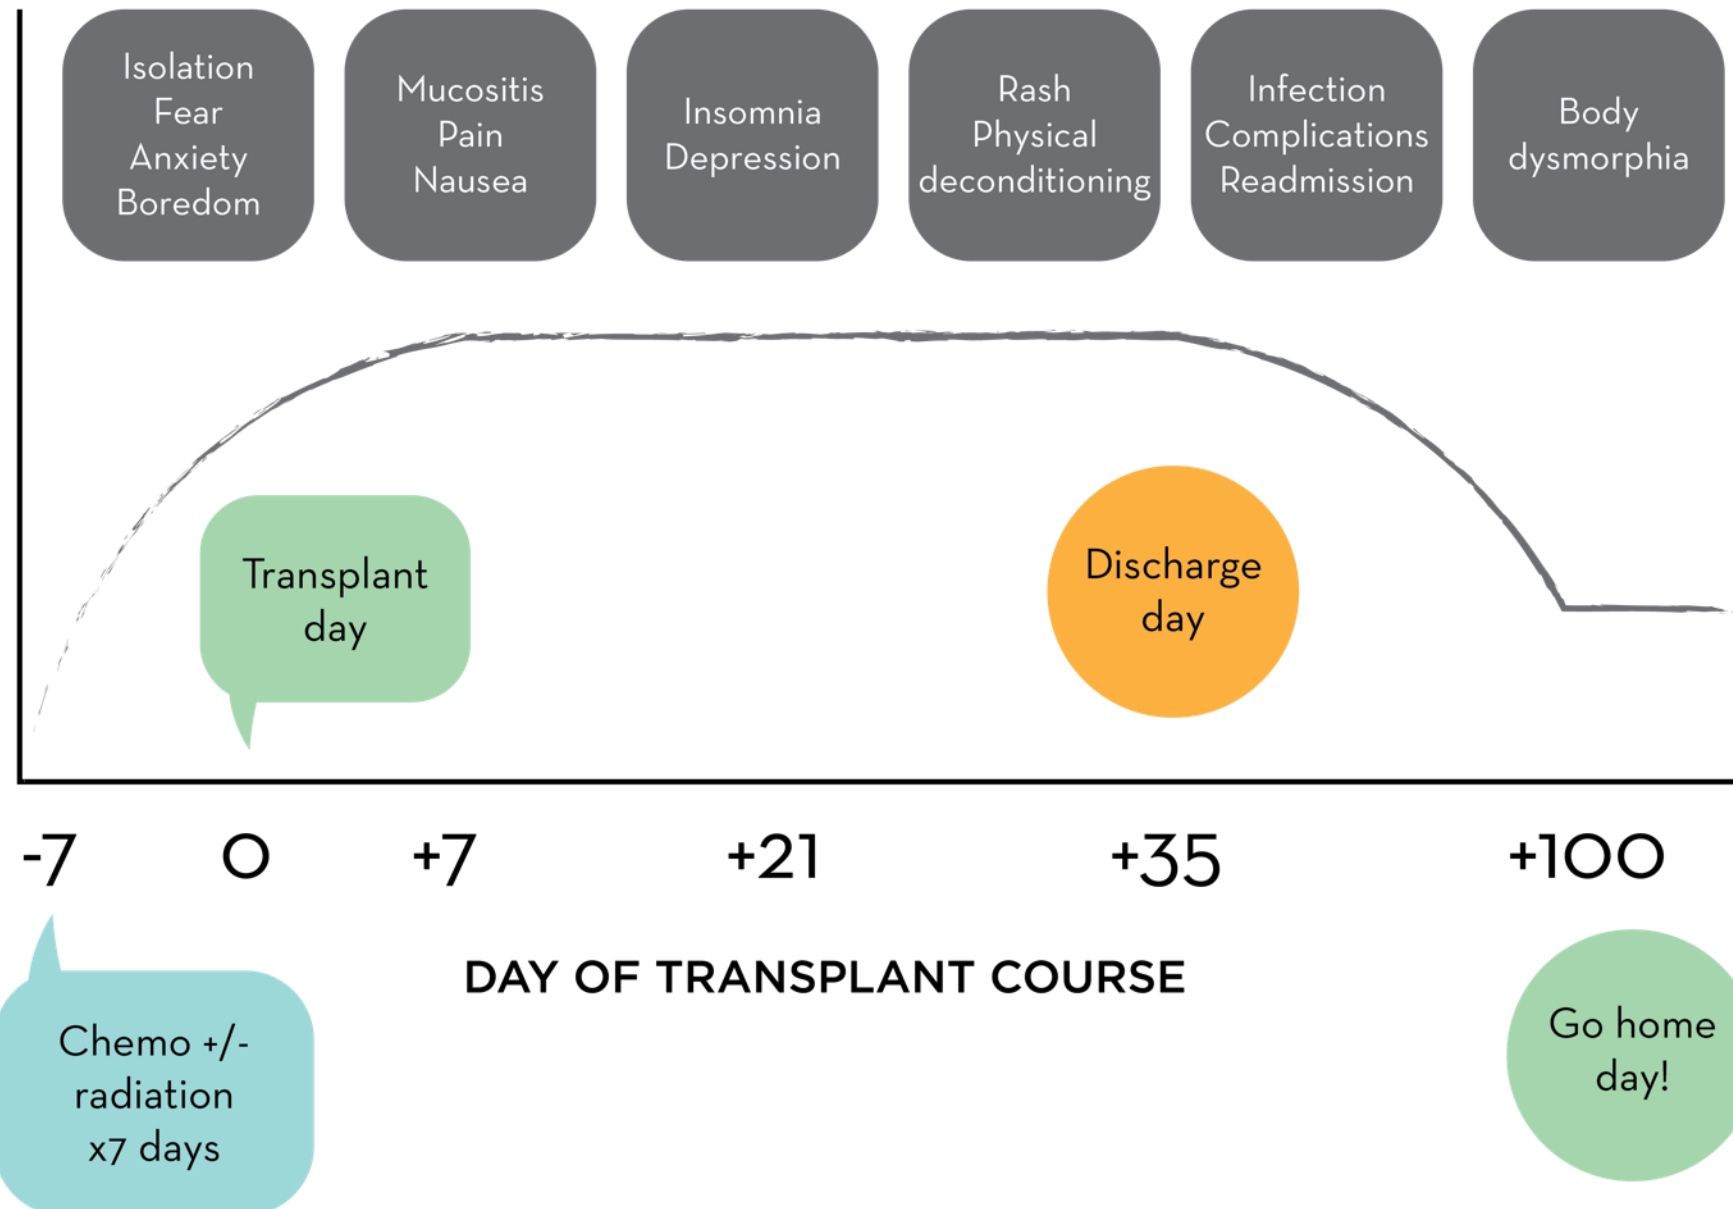 Isolation
Fear
Anxiety
Boredom
Mucositis
Pain
Nausea
Insomnia
Depression
Rash
Physical
deconditioning
Infection
Complications
Readmission
Body
dysmorphia
Transplant
day
Discharge
day
-7
0
+7
+21
+35
+100
DAY OF TRANSPLANT COURSE
Chemo +/-
radiation
x7 days
Go home
day!